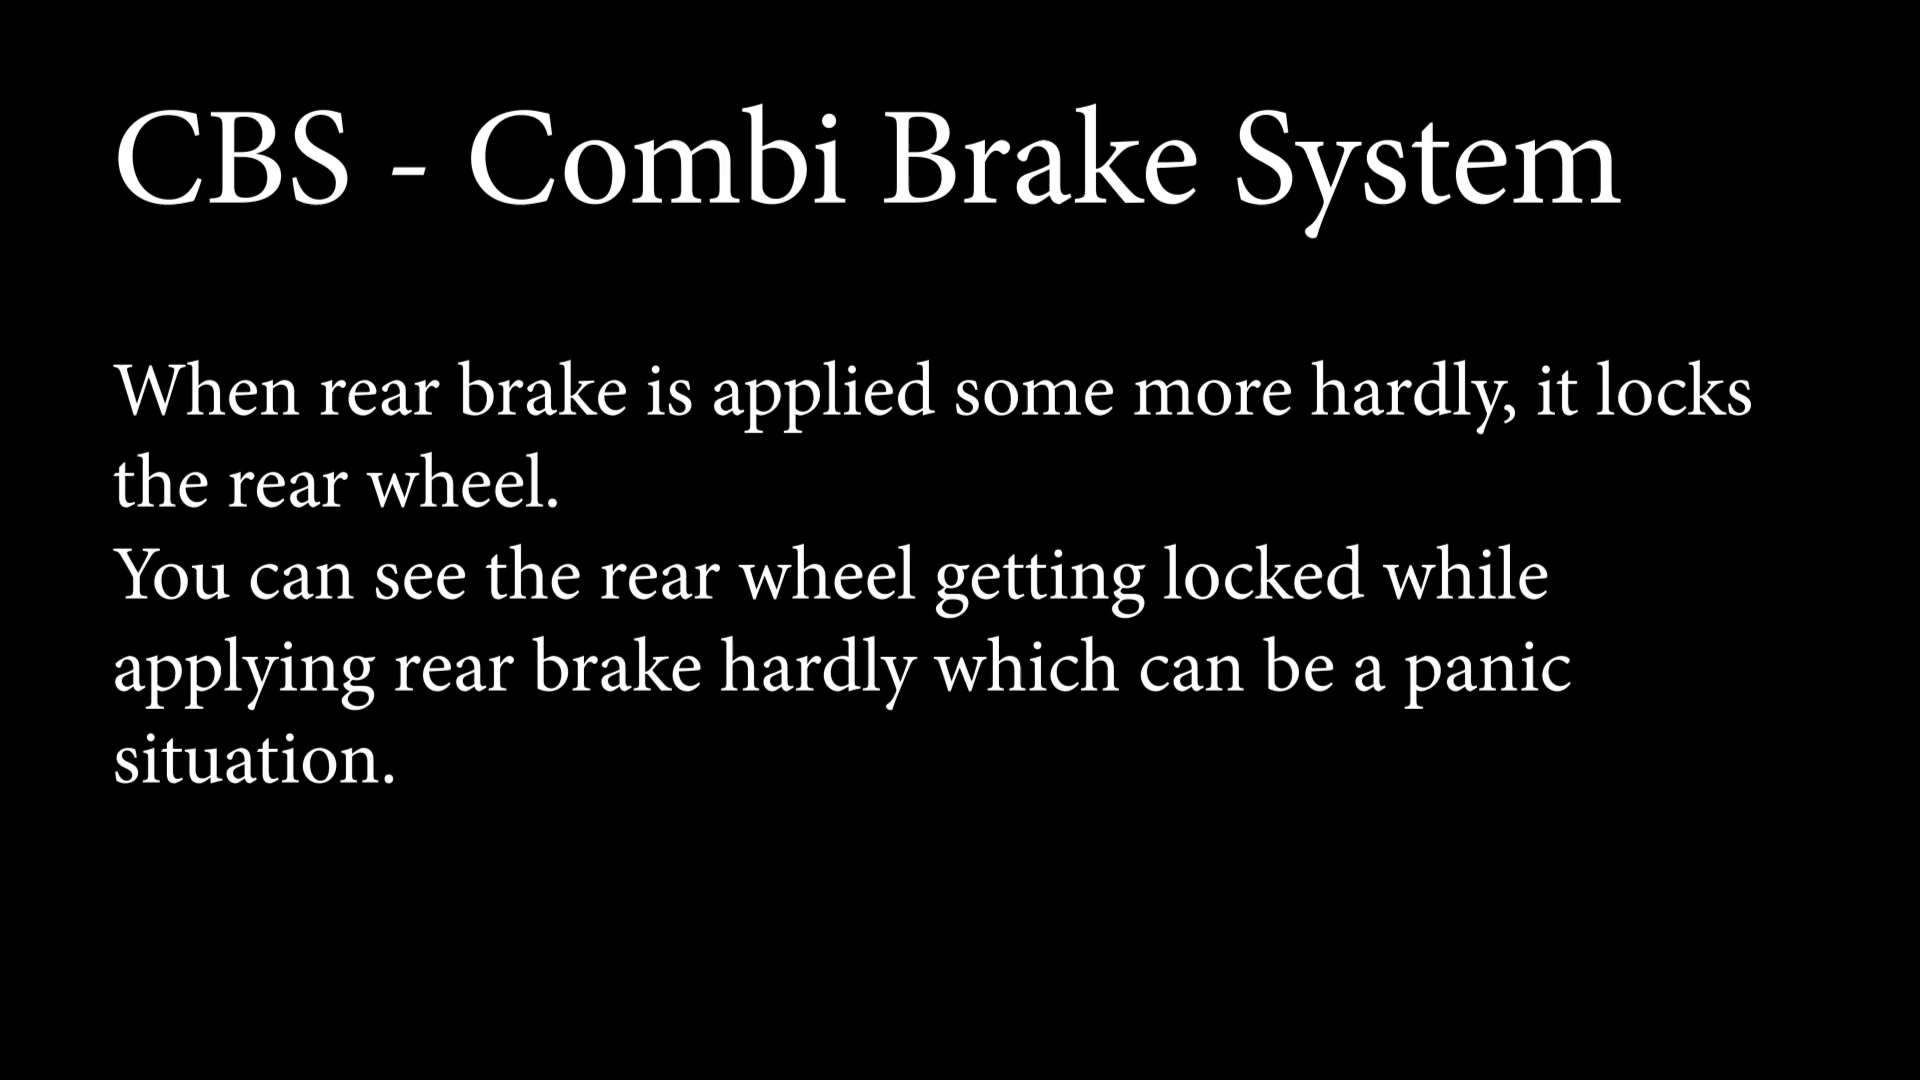 CBS - Combi Brake System
When rear brake is applied some more hardly, it locks
the rear wheel.
You can see the rear wheel getting locked while
applying rear brake hardly which can be a panic
situation.